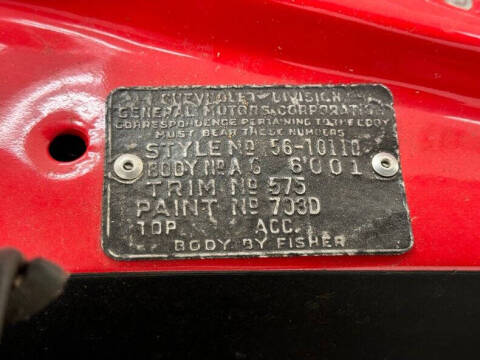 CHEVROLET DIVISION
GENERAL MOTORS CORPORATION
CORRESPONDENCE PERTAINING TO THE BODY
MUST BEAR THESE NUMBERS
STYLE No 56-1011D
BODY No A 6 6001
TRIM No 575
PAINT No 703D
TOP ACC.
BODY BY FISHER